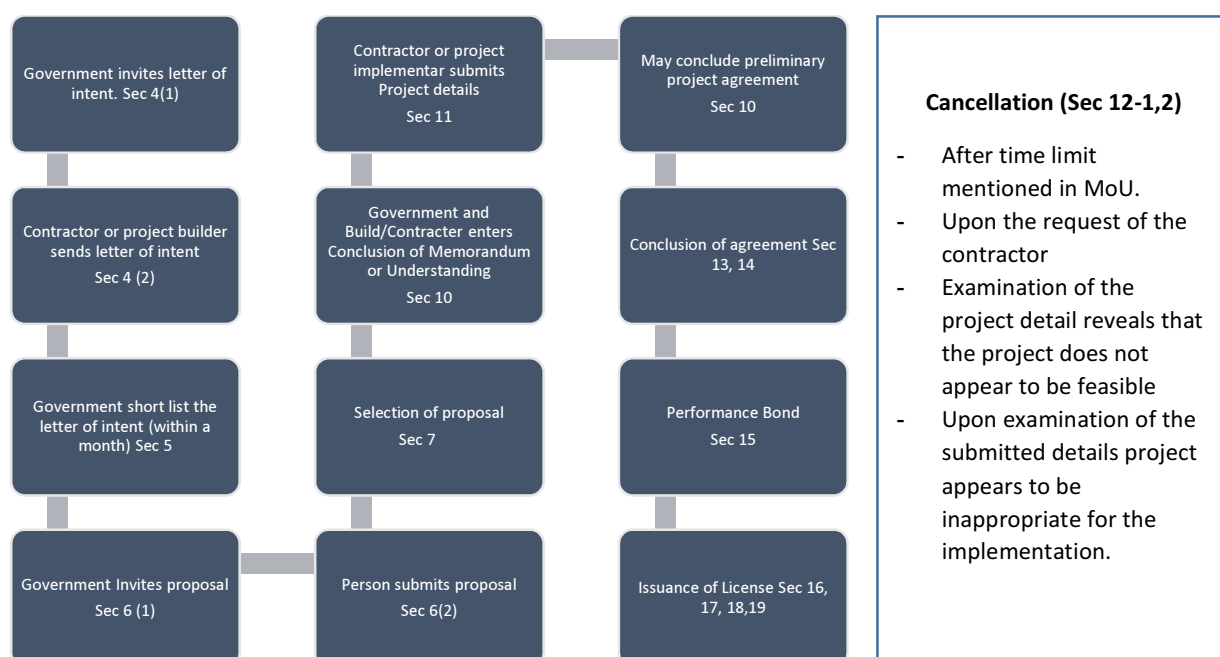 Government invites letter of
intent. Sec 4(1)
Contractor or project builder
sends letter of intent
Sec 4 (2)
Government short list the
letter of intent (within a
month) Sec 5
Government Invites proposal
Sec 6 (1)
Person submits proposal
Sec 6(2)
Selection of proposal
Sec 7
Government and
Build/Contracter enters
Conclusion of Memorandum
or Understanding
Sec 10
Contractor or project
implementar submits
Project details
Sec 11
May conclude preliminary
project agreement
Sec 10
Conclusion of agreement Sec
13, 14
Performance Bond
Sec 15
Issuance of License Sec 16,
17, 18,19
Cancellation (Sec 12-1,2)
- After time limit
mentioned in MoU.
- Upon the request of the
contractor
- Examination of the
project detail reveals that
the project does not
appear to be feasible
- Upon examination of the
submitted details project
appears to be
inappropriate for the
implementation.